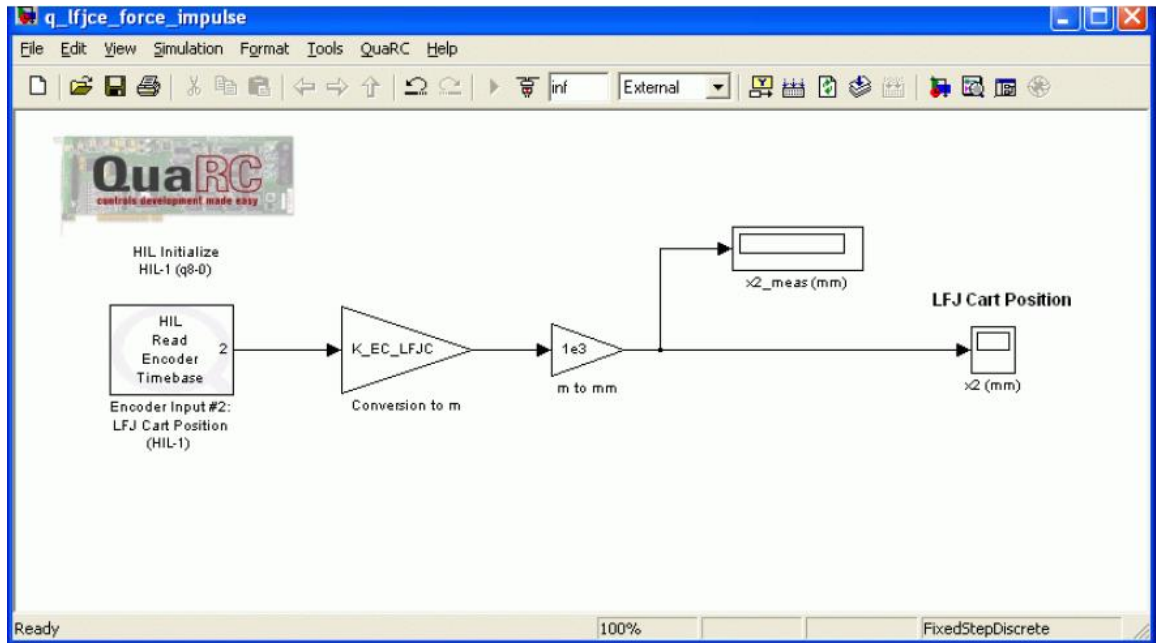 q_lfjce_force_impulse
File Edit View Simulation Format Tools QuaRC Help
inf External
QuaRC
controls development made easy
HIL Initialize
HIL-1 (q8-0)
HIL
Read
Encoder
Timebase
2
Encoder Input #2:
LFJ Cart Position
(HIL-1)
K_EC_LFJC
Conversion to m
1e3
m to mm
x2_meas (mm)
LFJ Cart Position
x2 (mm)
Ready 100% FixedStepDiscrete